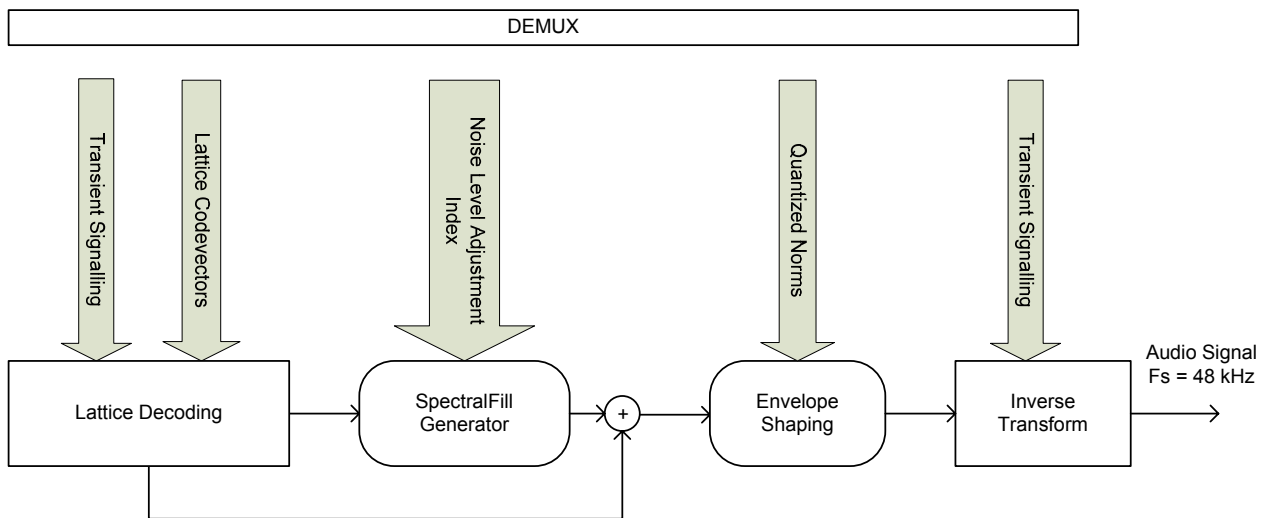 DEMUX
Transient Signalling
Lattice Codevectors
Noise Level Adjustment
Index
Quantized Norms
Transient Signalling
Lattice Decoding
SpectralFill
Generator
+
Envelope
Shaping
Inverse
Transform
Audio Signal
Fs = 48 kHz